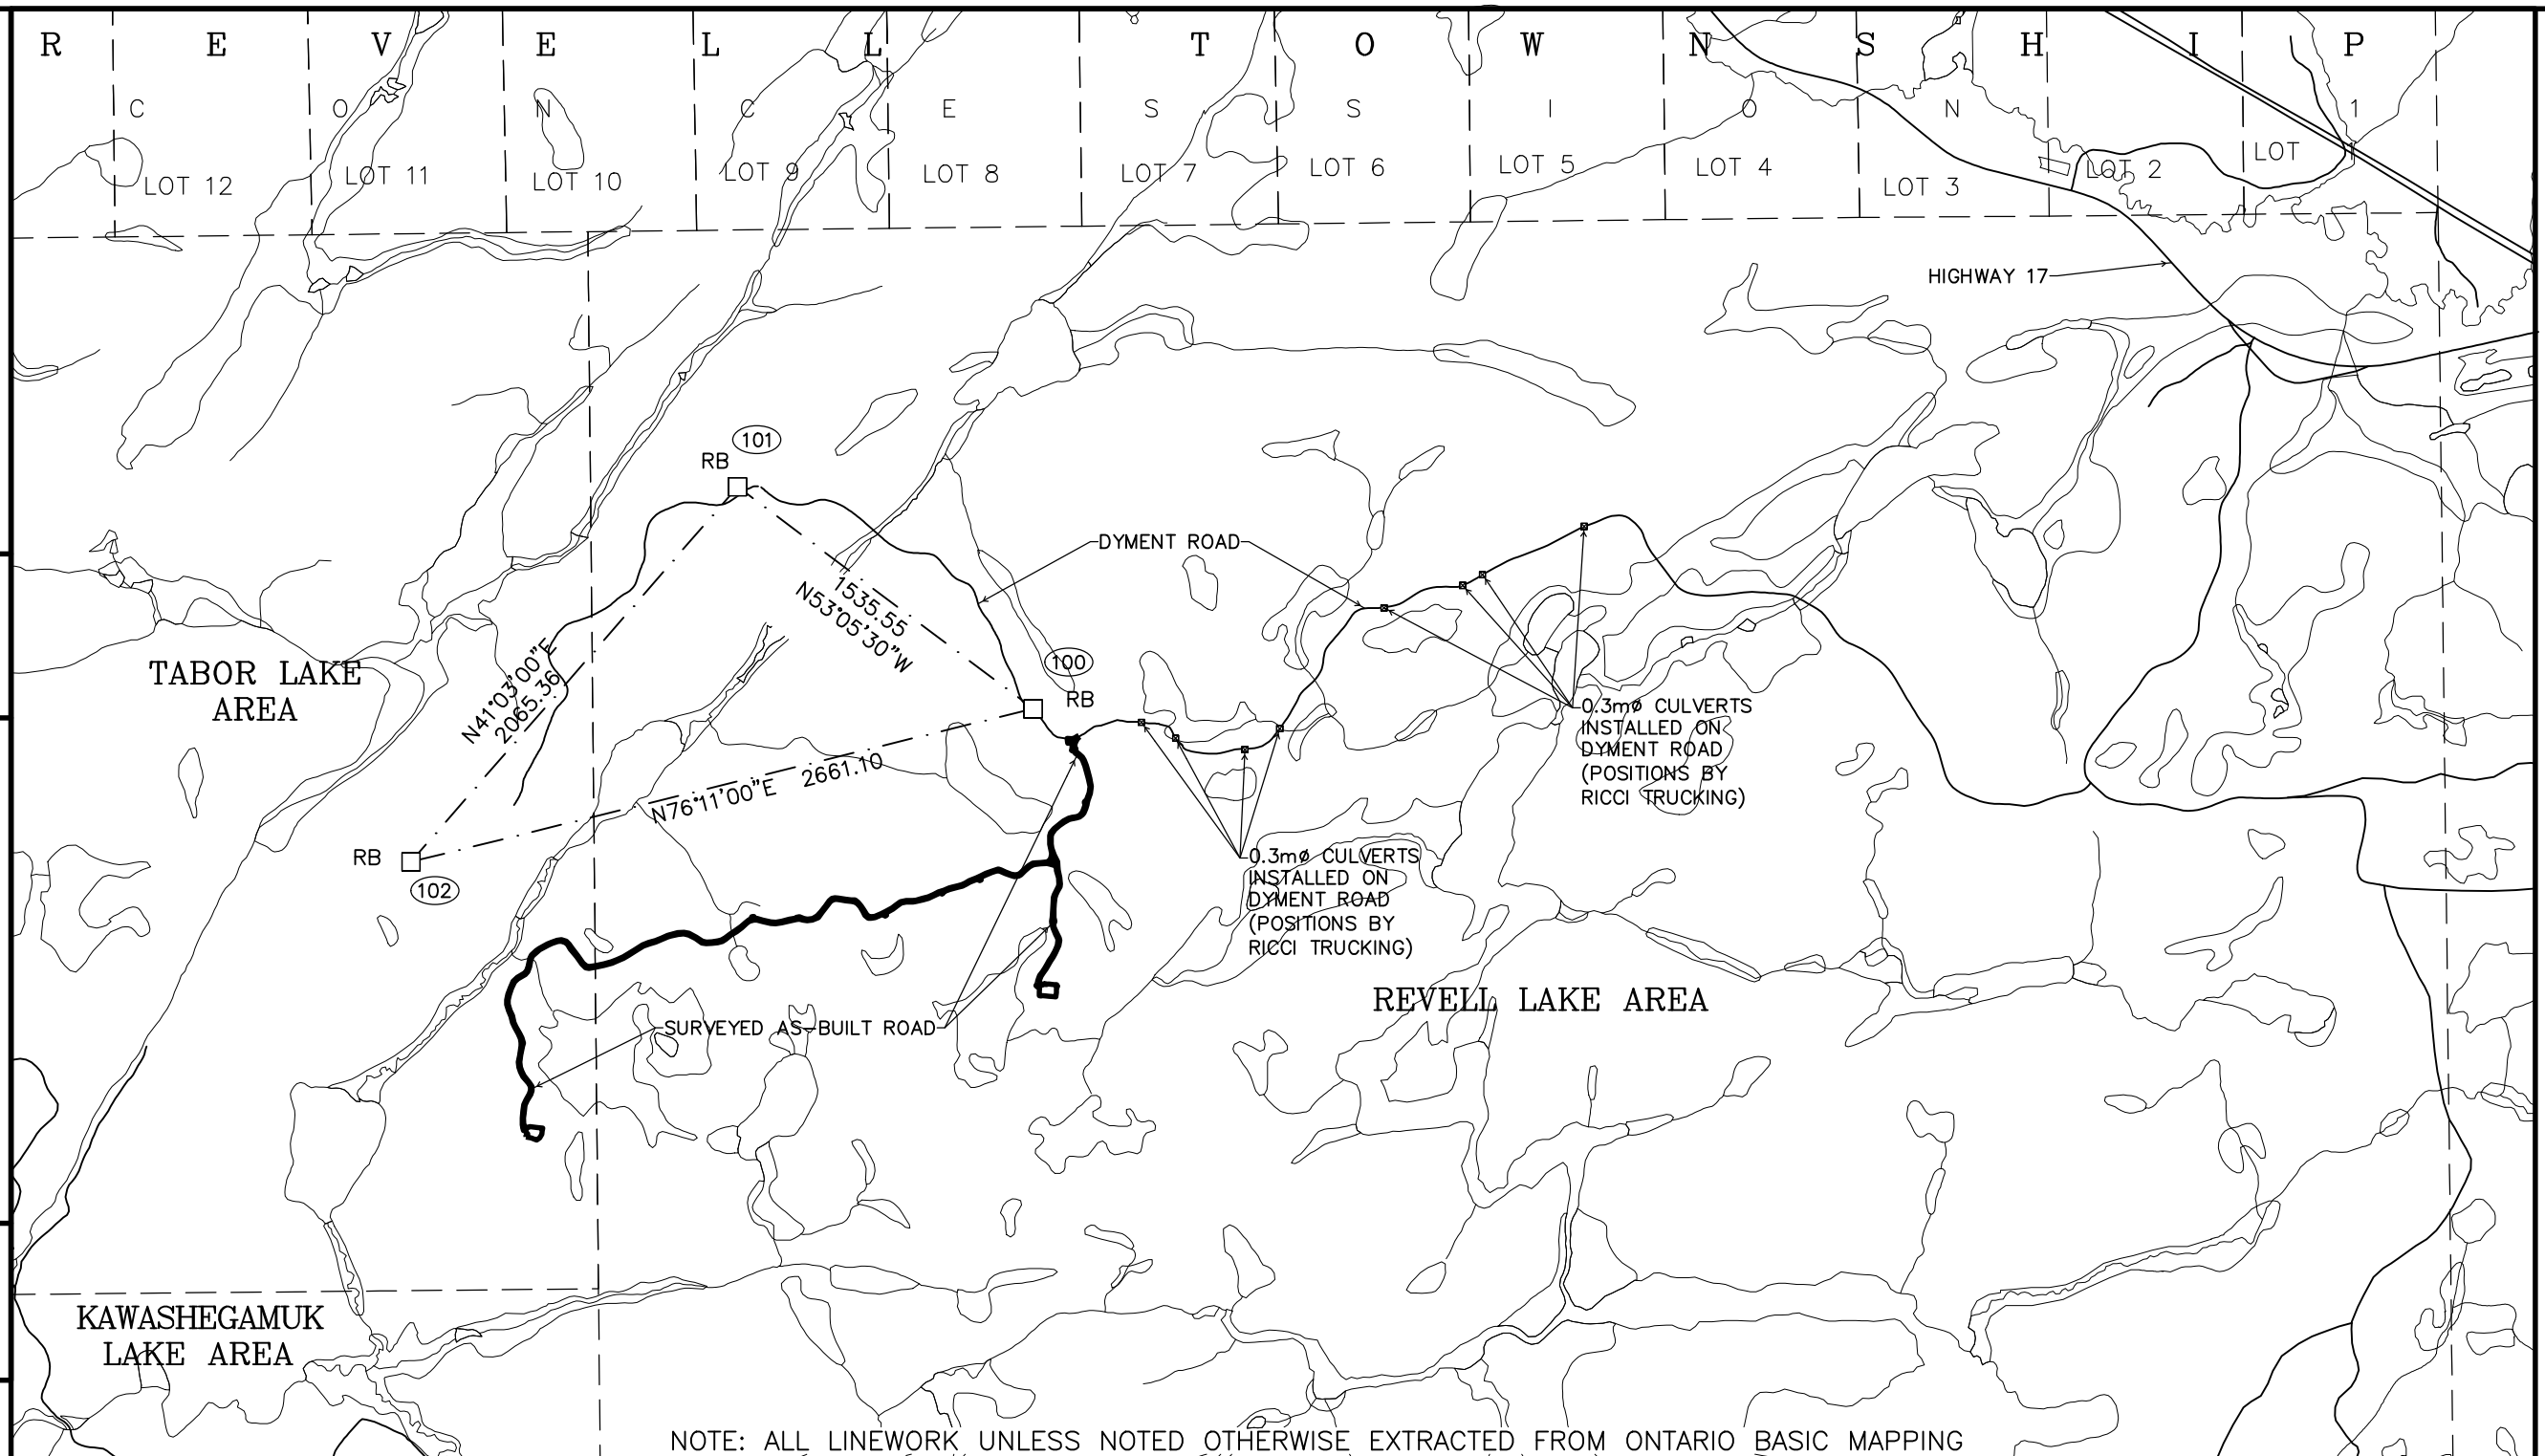 R E V E L L T O W N S H I P
C O N C E S S I O N 1
LOT 12 LOT 11 LOT 10 LOT 9 LOT 8 LOT 7 LOT 6 LOT 5 LOT 4 LOT 3 LOT 2 LOT 1
HIGHWAY 17
101
RB
DYMENT ROAD
1535.55
N53°05'30"W
N41°03'00"E
2065.36
100
RB
TABOR LAKE
AREA
0.3mø CULVERTS
INSTALLED ON
DYMENT ROAD
(POSITIONS BY
RICCI TRUCKING)
N76°11'00"E 2661.10
RB
102
0.3mø CULVERTS
INSTALLED ON
DYMENT ROAD
(POSITIONS BY
RICCI TRUCKING)
REVELL LAKE AREA
SURVEYED AS-BUILT ROAD
KAWASHEGAMUK
LAKE AREA
NOTE: ALL LINEWORK UNLESS NOTED OTHERWISE EXTRACTED FROM ONTARIO BASIC MAPPING